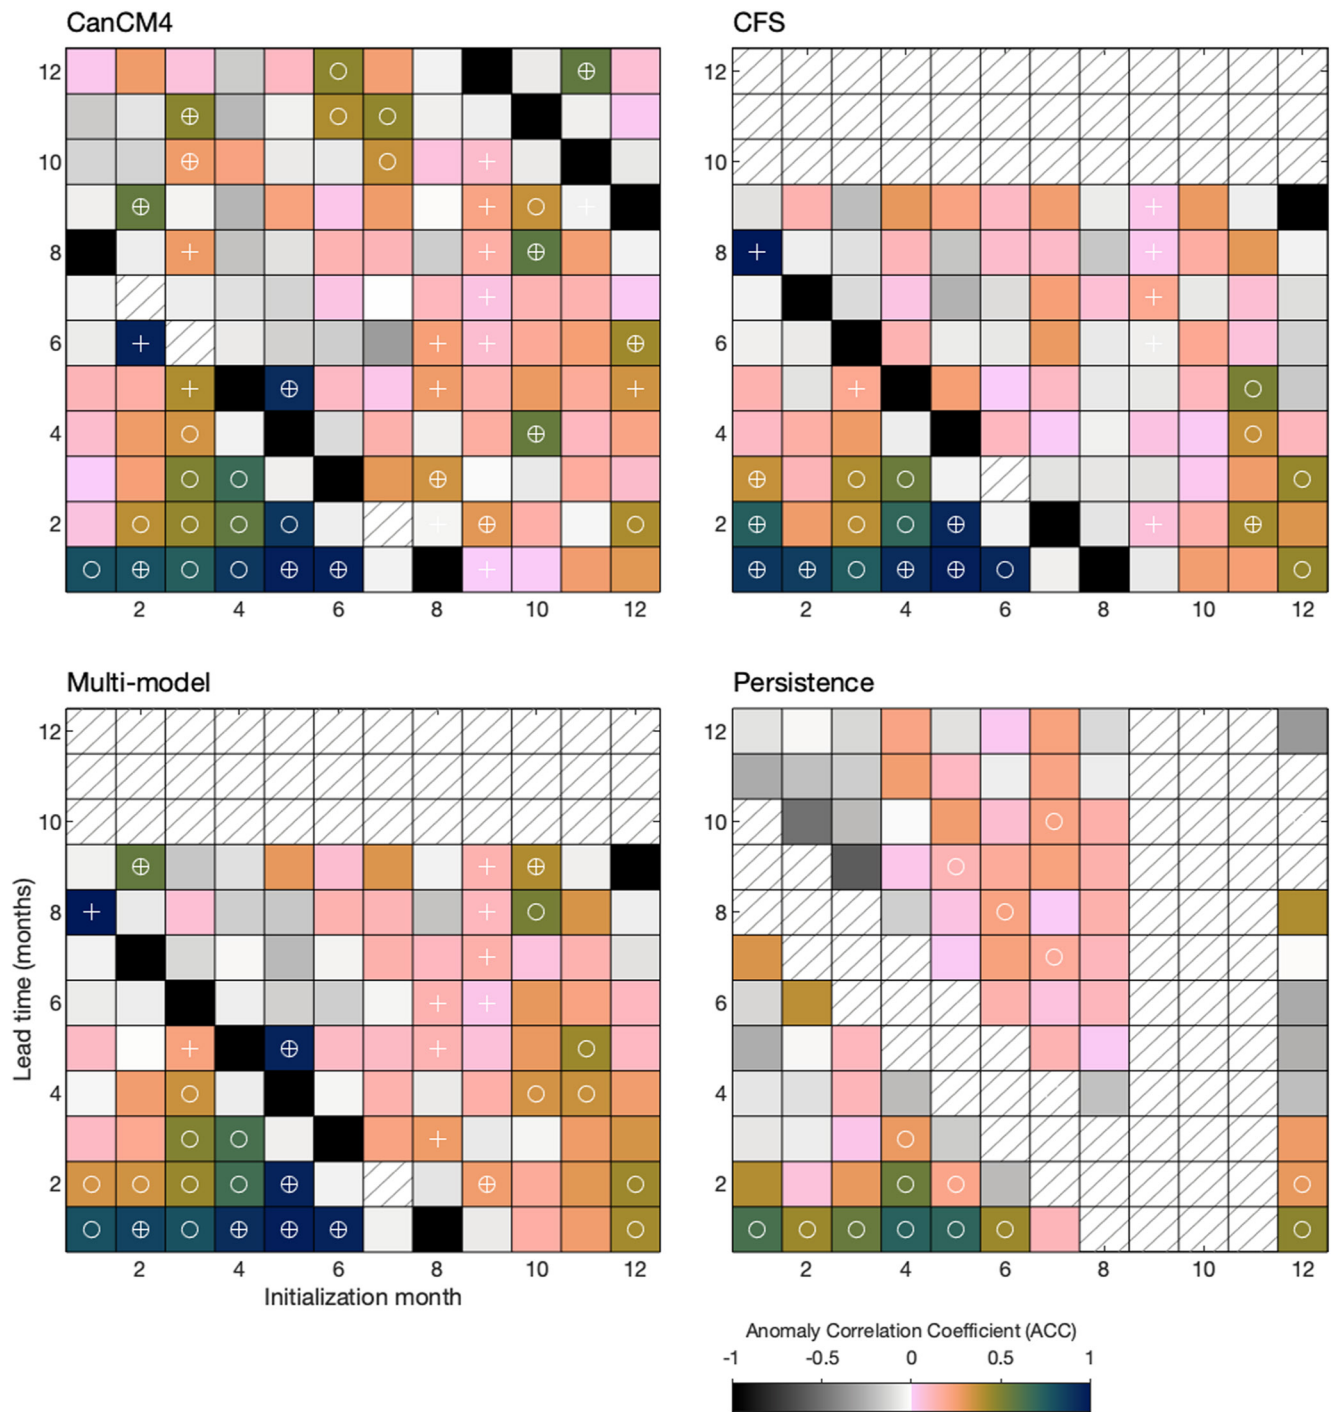 CanCM4 CFS
12 12
10 10
8 8
6 6
4 4
2 2
2 4 6 8 10 12 2 4 6 8 10 12
Multi-model Persistence
12 12
10 10
8 8
6 6
4 4
2 2
Lead time (months)
2 4 6 8 10 12 2 4 6 8 10 12
Initialization month
Anomaly Correlation Coefficient (ACC)
-1 -0.5 0 0.5 1